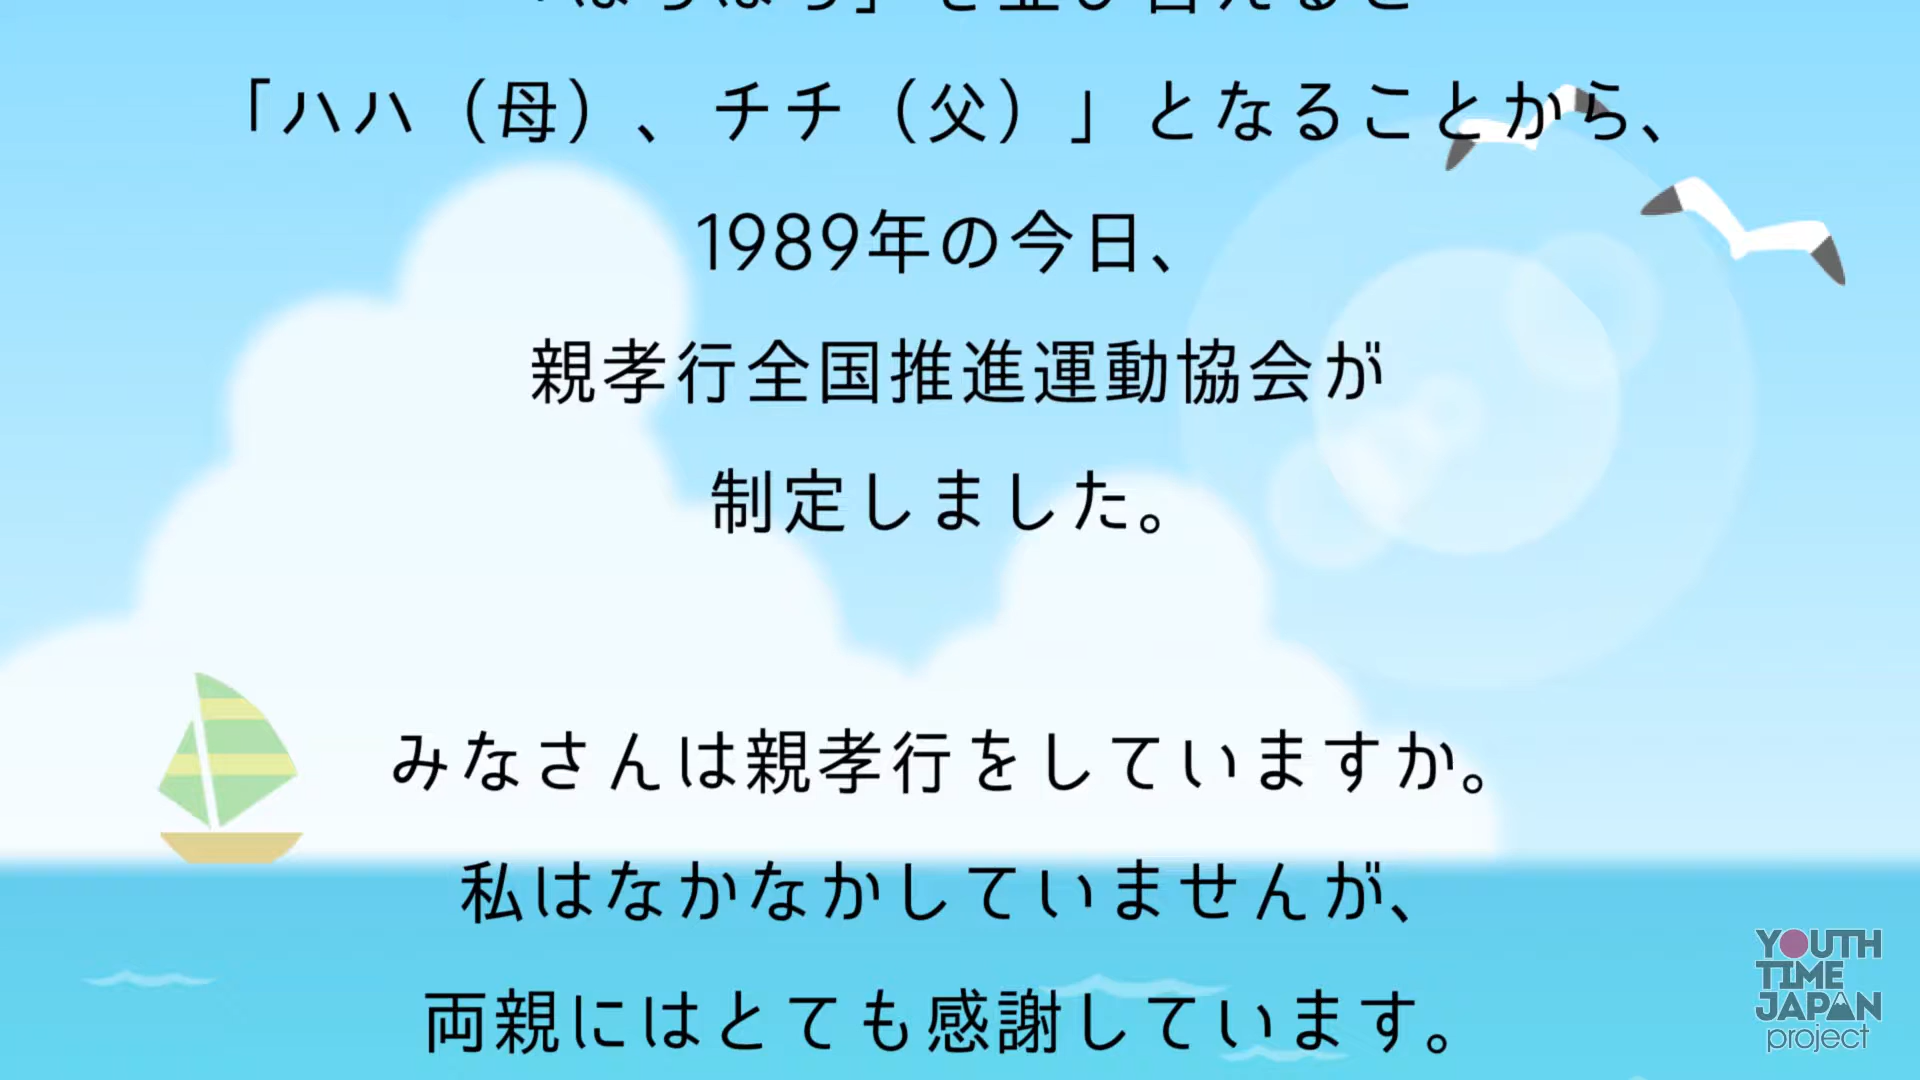 「ハハ（母）、チチ（父）」となることから、
1989年の今日、
親孝行全国推進運動協会が
制定しました。
みなさんは親孝行をしていますか。
私はなかなかしていませんが、
両親にはとても感謝しています。
YOUTH
TIME
JAPAN
project